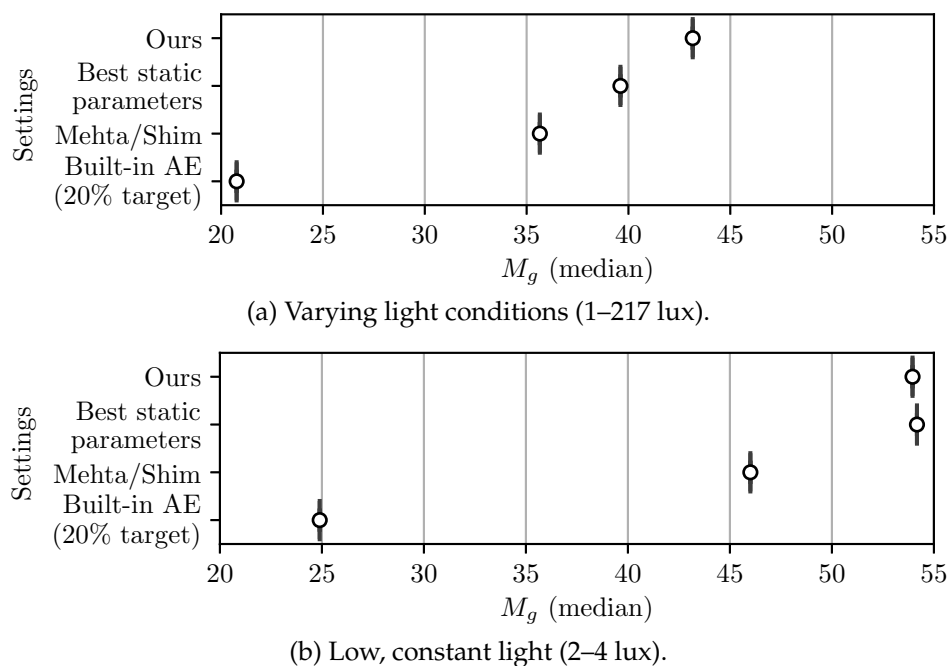 Settings
Ours
Best static
parameters
Mehta/Shim
Built-in AE
(20% target)
20 25 30 35 40 45 50 55
M_g (median)
(a) Varying light conditions (1–217 lux).
Settings
Ours
Best static
parameters
Mehta/Shim
Built-in AE
(20% target)
20 25 30 35 40 45 50 55
M_g (median)
(b) Low, constant light (2–4 lux).